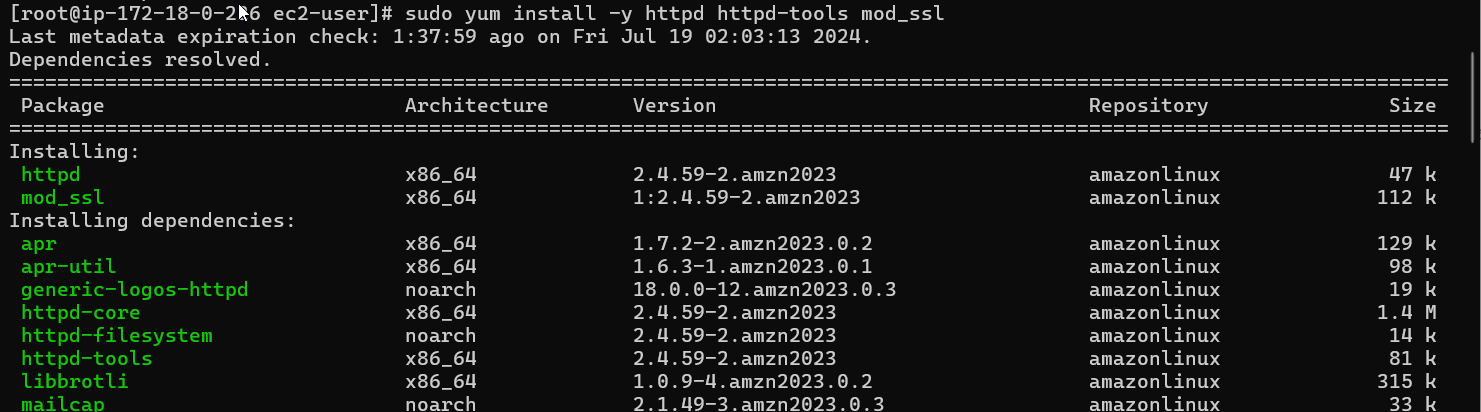 [root@ip-172-18-0-226 ec2-user]# sudo yum install -y httpd httpd-tools mod_ssl
Last metadata expiration check: 1:37:59 ago on Fri Jul 19 02:03:13 2024.
Dependencies resolved.
================================================================================================================
Package Architecture Version Repository Size
================================================================================================================
Installing:
httpd x86_64 2.4.59-2.amzn2023 amazonlinux 47 k
mod_ssl x86_64 1:2.4.59-2.amzn2023 amazonlinux 112 k
Installing dependencies:
apr x86_64 1.7.2-2.amzn2023.0.2 amazonlinux 129 k
apr-util x86_64 1.6.3-1.amzn2023.0.1 amazonlinux 98 k
generic-logos-httpd noarch 18.0.0-12.amzn2023.0.3 amazonlinux 19 k
httpd-core x86_64 2.4.59-2.amzn2023 amazonlinux 1.4 M
httpd-filesystem noarch 2.4.59-2.amzn2023 amazonlinux 14 k
httpd-tools x86_64 2.4.59-2.amzn2023 amazonlinux 81 k
libbrotli x86_64 1.0.9-4.amzn2023.0.2 amazonlinux 315 k
mailcap noarch 2.1.49-3.amzn2023.0.3 amazonlinux 33 k